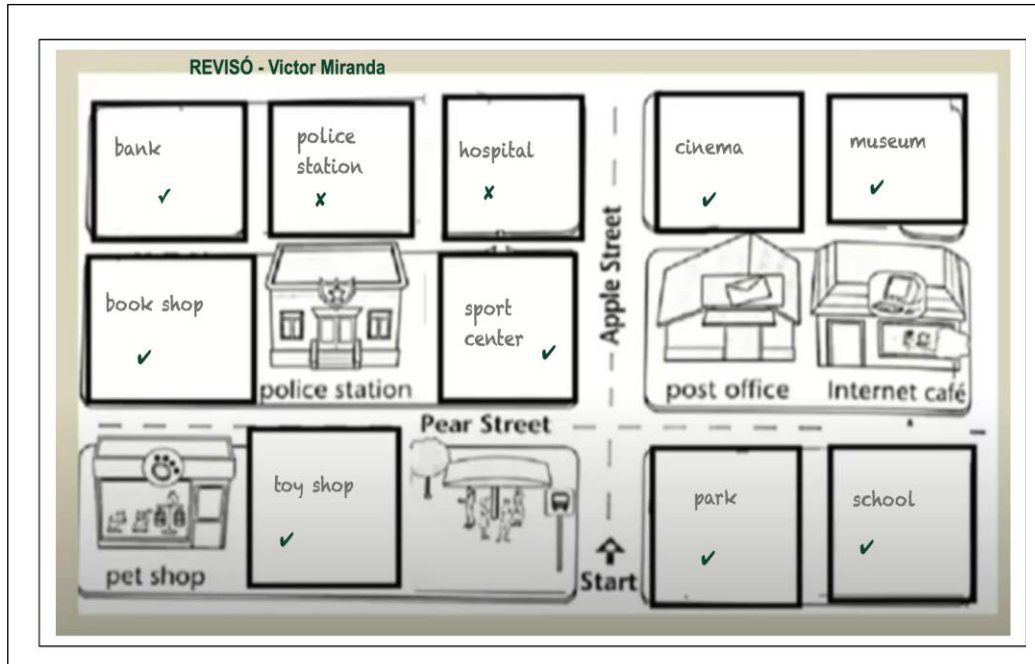 REVISÓ - Victor Miranda
bank
police
station
hospital
cinema
museum
✓
✗
✗
✓
✓
Apple Street
book shop
sport
center
✓
✓
police station
post office
Internet café
Pear Street
toy shop
park
school
✓
✓
✓
pet shop
Start